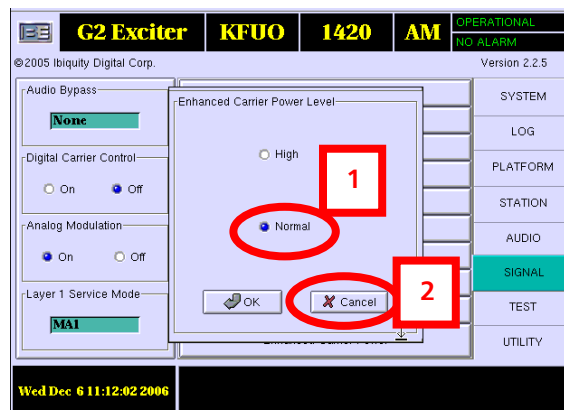 G2 Exciter KFUO 1420 AM OPERATIONAL
NO ALARM
©2005 Ibiquity Digital Corp. Version 2.2.5
Audio Bypass
None
Digital Carrier Control
On Off
Analog Modulation
On Off
Layer 1 Service Mode
MA1
Enhanced Carrier Power Level
High
1
Normal
OK Cancel 2
SYSTEM
LOG
PLATFORM
STATION
AUDIO
SIGNAL
TEST
UTILITY
Wed Dec 6 11:12:02 2006